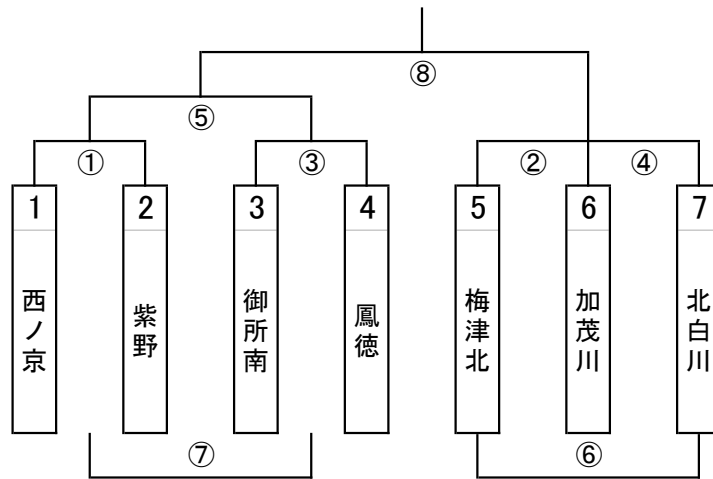 ⑧
⑤
① ③ ② ④
1 2 3 4 5 6 7
西ノ京
紫野
御所南
鳳徳
梅津北
加茂川
北白川
⑦ ⑥